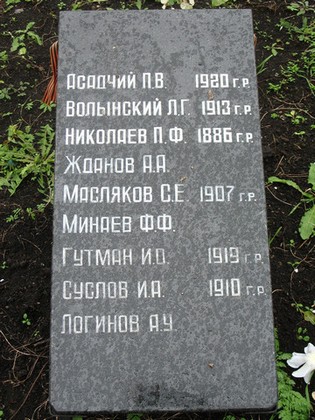 Асадчий П.В. 1920 г.р.
Волынский Л.Г. 1913 г.р.
Николаев П.Ф. 1886 г.р.
Жданов А.А.
Масляков С.Е. 1907 г.р.
Минаев Ф.Ф.
Гутман И.О. 1919 г.р.
Суслов И.А. 1910 г.р.
Логинов А.У.